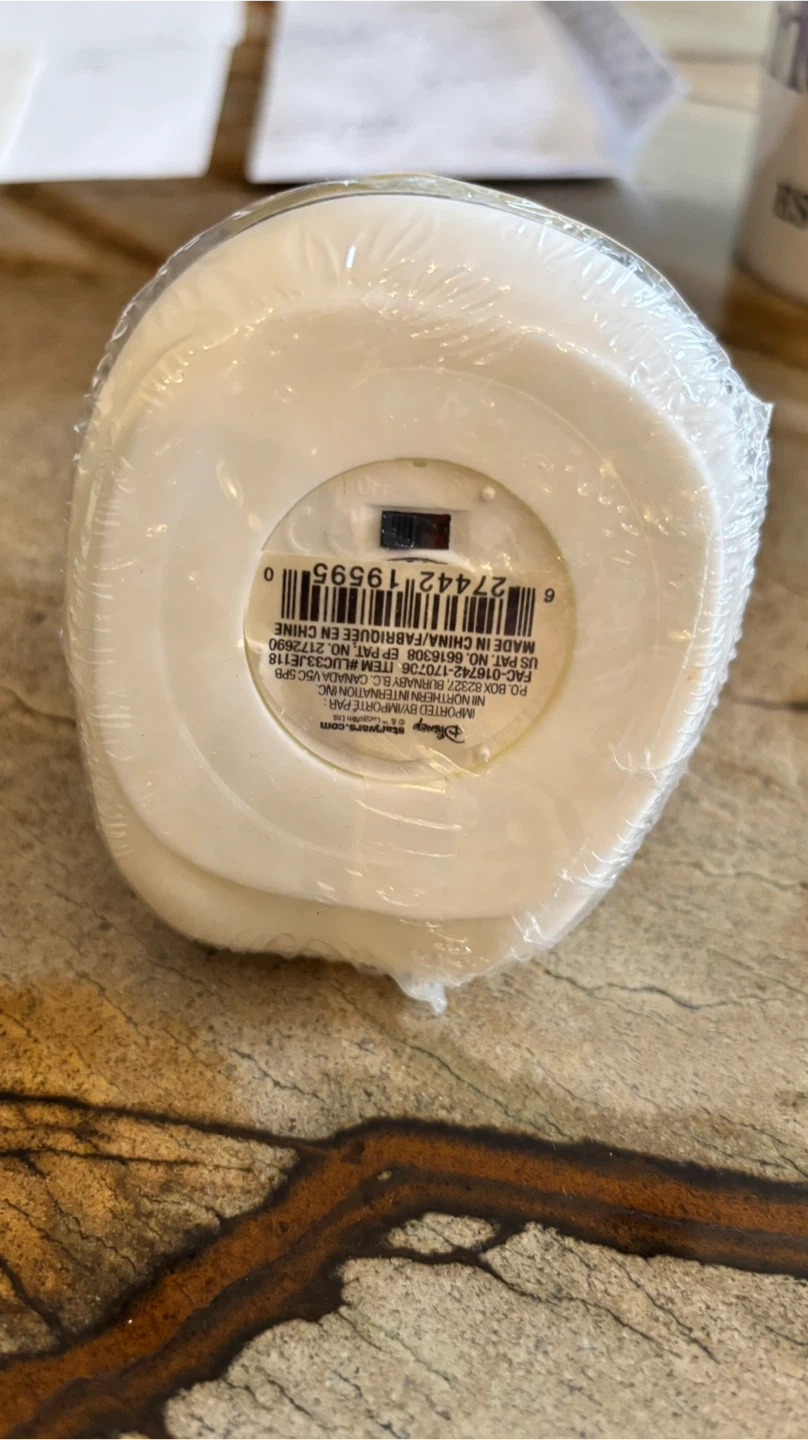 Disney
starwars.com
© & ™ Lucasfilm Ltd.
IMPORTED BY/IMPORTÉ PAR:
NII NORTHERN INTERNATIONAL INC.
P.O. BOX 82327, BURNABY B.C. CANADA V5C 5P8
FAC-016742-170706 ITEM #LUC33JE118
US PAT. NO. 6616308 EP PAT. NO. 2172690
MADE IN CHINA/FABRIQUÉE EN CHINE
6 27442 19595 0